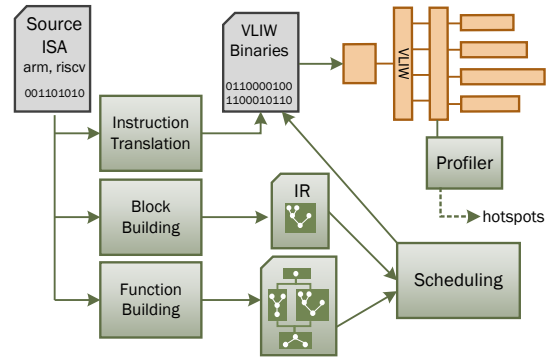 Source
ISA
arm, riscv
001101010
VLIW
Binaries
0110000100
1100010110
VLIW
Instruction
Translation
Profiler
hotspots
Block
Building
IR
Function
Building
Scheduling